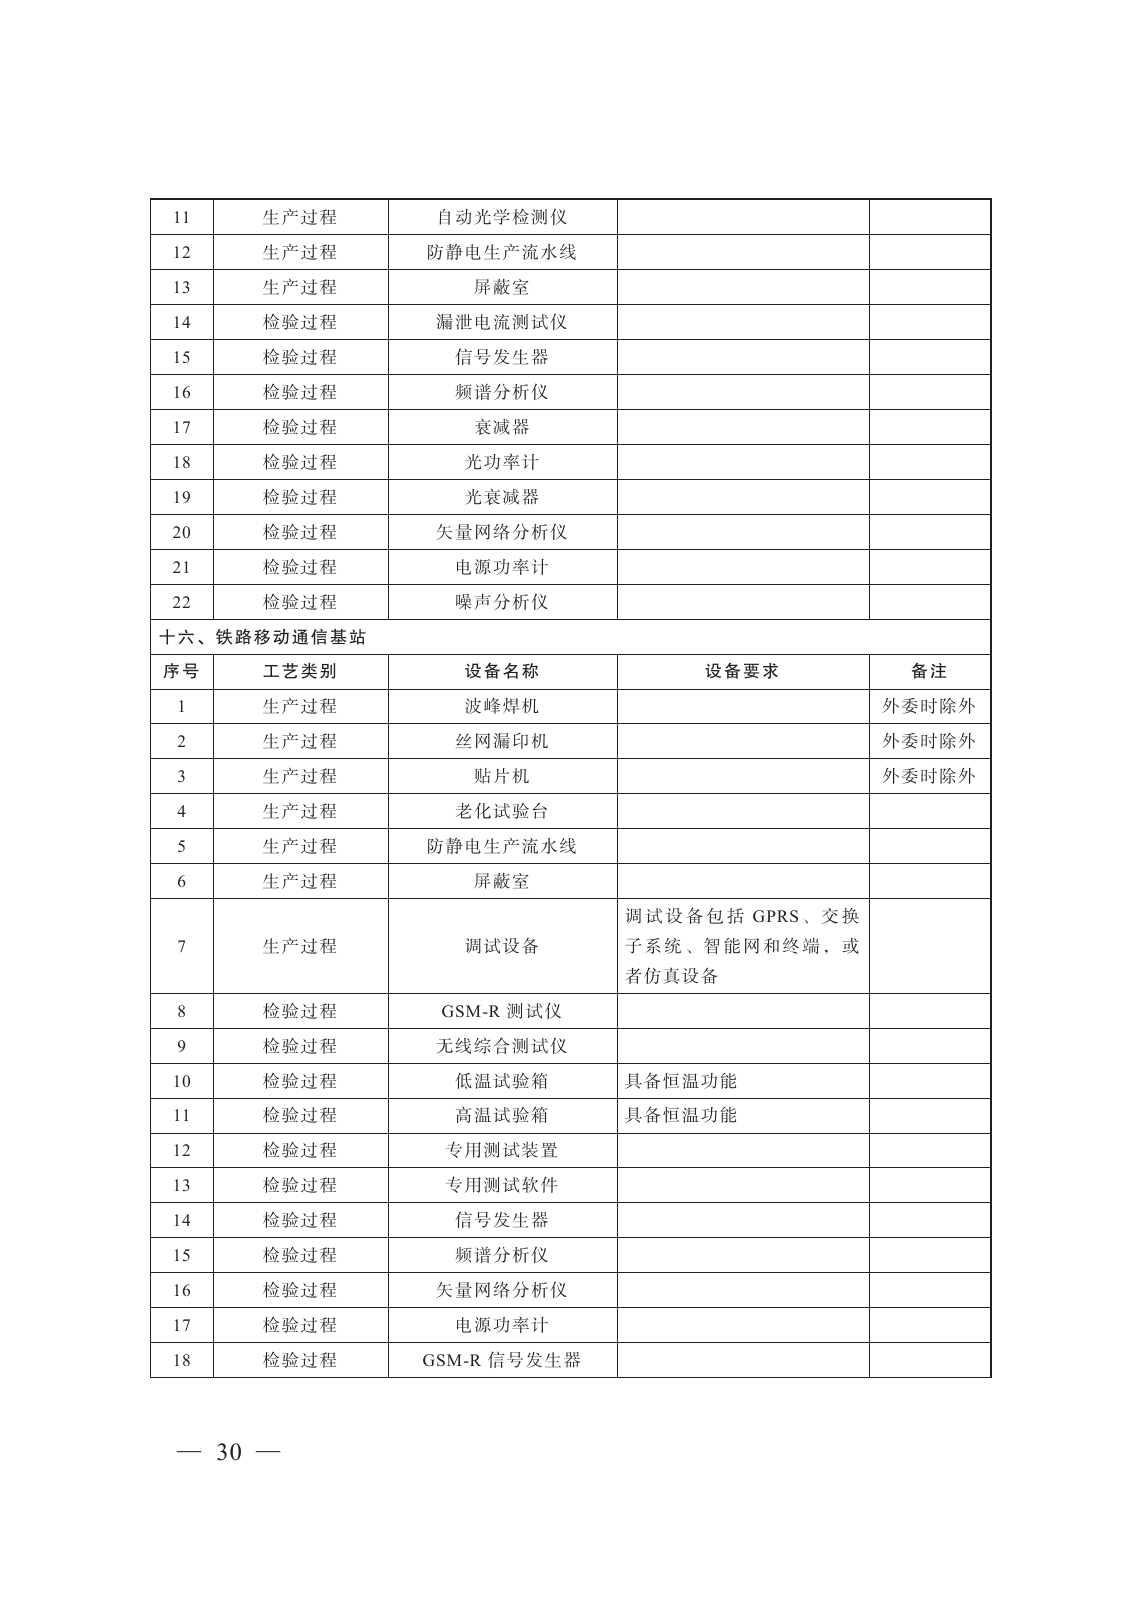 11 生产过程 自动光学检测仪
12 生产过程 防静电生产流水线
13 生产过程 屏蔽室
14 检验过程 漏泄电流测试仪
15 检验过程 信号发生器
16 检验过程 频谱分析仪
17 检验过程 衰减器
18 检验过程 光功率计
19 检验过程 光衰减器
20 检验过程 矢量网络分析仪
21 检验过程 电源功率计
22 检验过程 噪声分析仪
十六、铁路移动通信基站
序号 工艺类别 设备名称 设备要求 备注
1 生产过程 波峰焊机 外委时除外
2 生产过程 丝网漏印机 外委时除外
3 生产过程 贴片机 外委时除外
4 生产过程 老化试验台
5 生产过程 防静电生产流水线
6 生产过程 屏蔽室
7 生产过程 调试设备 调试设备包括 GPRS、交换
子系统、智能网和终端，或
者仿真设备
8 检验过程 GSM-R 测试仪
9 检验过程 无线综合测试仪
10 检验过程 低温试验箱 具备恒温功能
11 检验过程 高温试验箱 具备恒温功能
12 检验过程 专用测试装置
13 检验过程 专用测试软件
14 检验过程 信号发生器
15 检验过程 频谱分析仪
16 检验过程 矢量网络分析仪
17 检验过程 电源功率计
18 检验过程 GSM-R 信号发生器
— 30 —